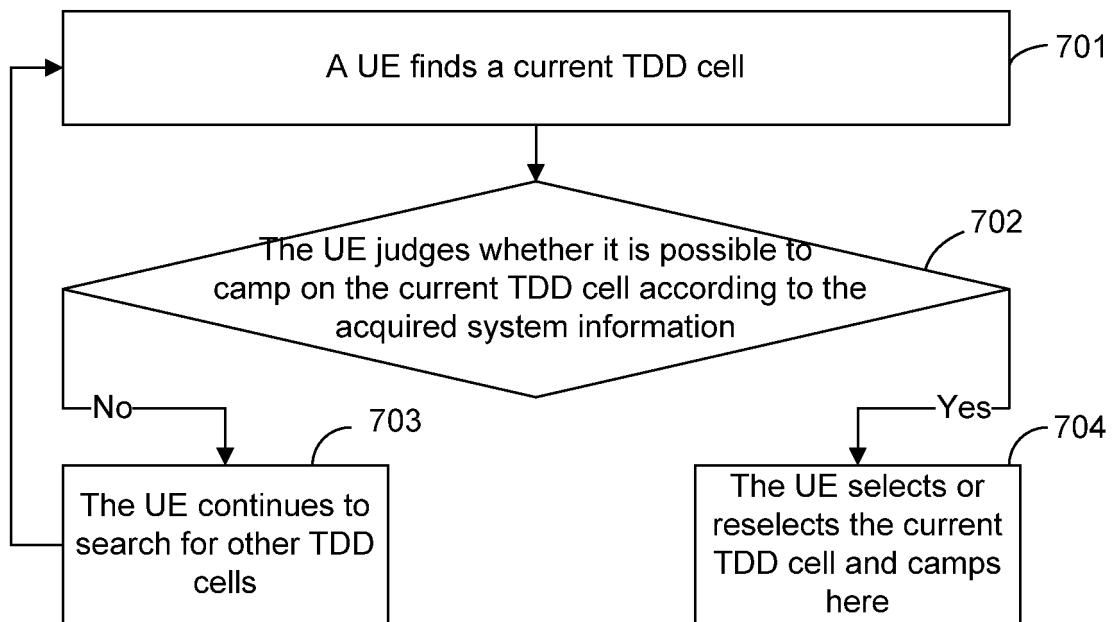 A UE finds a current TDD cell
701
The UE judges whether it is possible to
camp on the current TDD cell according to the
acquired system information
702
No
Yes
703
The UE continues to
search for other TDD
cells
704
The UE selects or
reselects the current
TDD cell and camps
here